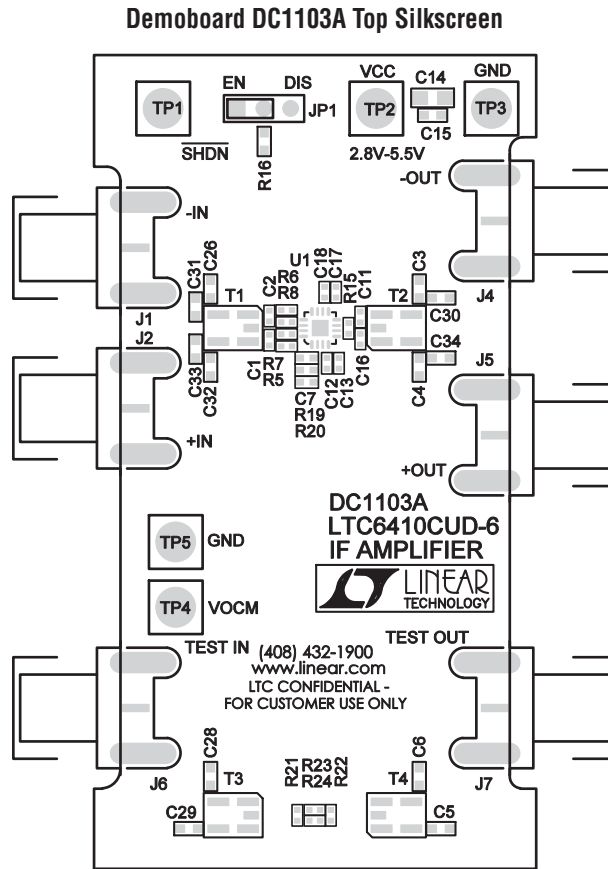 Demoboard DC1103A Top Silkscreen
EN DIS
VCC
C14
GND
TP1
JP1
TP2
TP3
C15
SHDN
R16
2.8V-5.5V
-OUT
-IN
C31
C26
U1
C18
C17
C3
T1
C2
R6
R8
R15
C11
T2
J1
J4
C30
J2
C34
J5
C33
C32
C1
R7
R5
C12
C13
C16
C4
C7
R19
R20
+IN
+OUT
DC1103A
LTC6410CUD-6
IF AMPLIFIER
TP5 GND
LINEAR
TECHNOLOGY
TP4 VOCM
TEST IN
TEST OUT
(408) 432-1900
www.linear.com
LTC CONFIDENTIAL -
FOR CUSTOMER USE ONLY
J6
C28
T3
R21
R23
R24
R22
T4
C6
J7
C29
C5